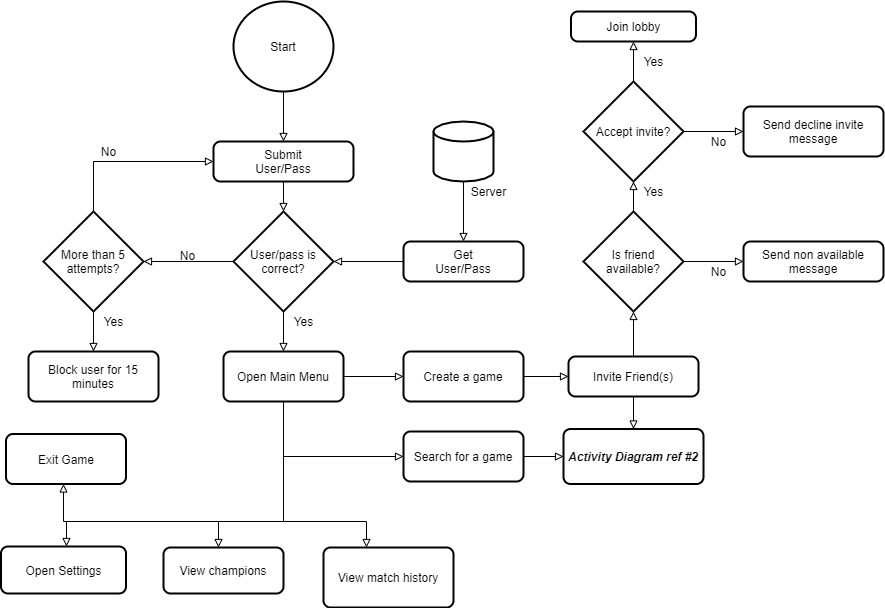 Start
Join lobby
Yes
Accept invite?
No
Send decline invite
message
No
Submit
User/Pass
Server
Yes
More than 5
attempts?
No
User/pass is
correct?
Get
User/Pass
Is friend
available?
No
Send non available
message
Yes
Yes
Block user for 15
minutes
Open Main Menu
Create a game
Invite Friend(s)
Exit Game
Search for a game
Activity Diagram ref #2
Open Settings
View champions
View match history